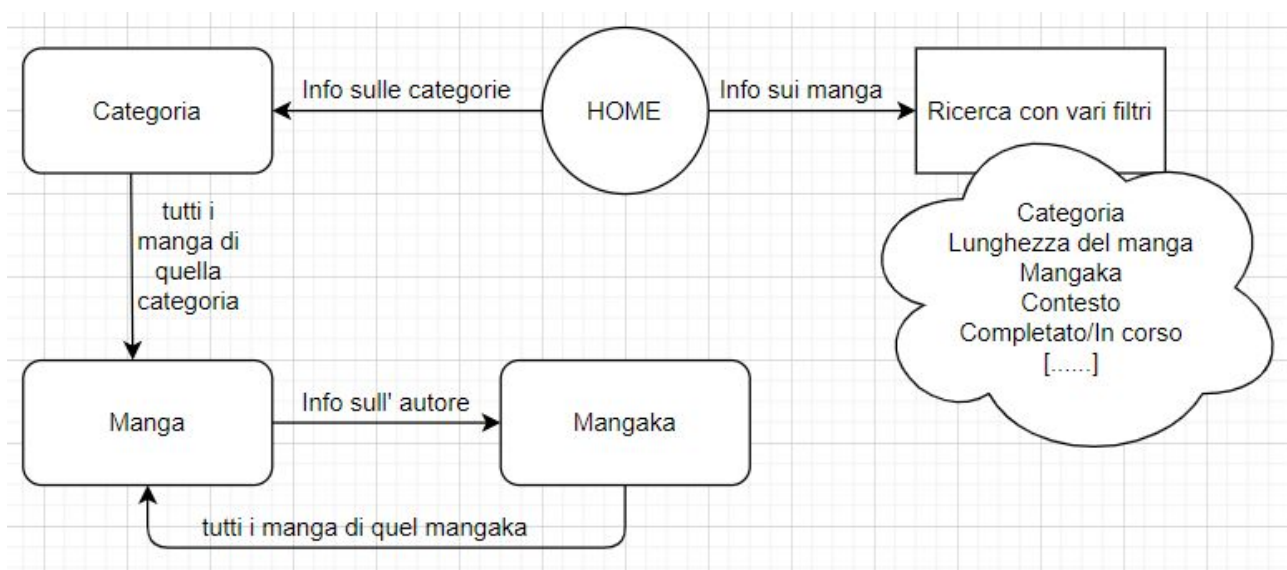 Categoria
Info sulle categorie
HOME
Info sui manga
Ricerca con vari filtri
tutti i
manga di
quella
categoria
Categoria
Lunghezza del manga
Mangaka
Contesto
Completato/In corso
[......]
Manga
Info sull' autore
Mangaka
tutti i manga di quel mangaka